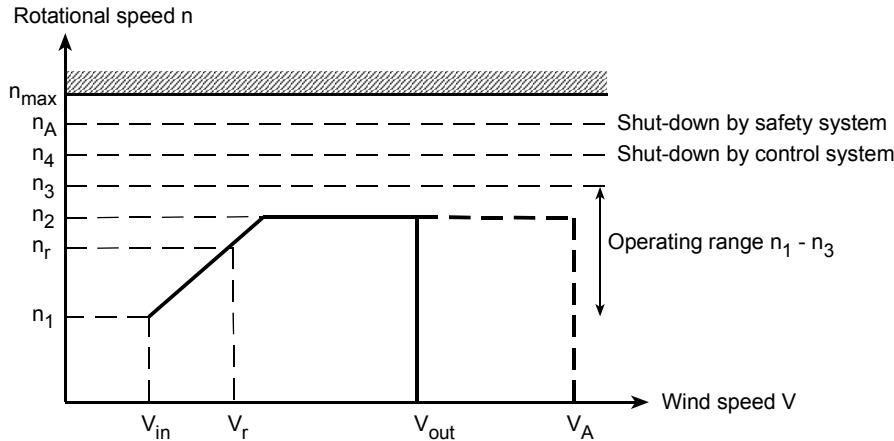 Rotational speed n
n_max
n_A
Shut-down by safety system
n_4
Shut-down by control system
n_3
n_2
n_r
Operating range n_1 - n_3
n_1
V_in
V_r
V_out
V_A
Wind speed V